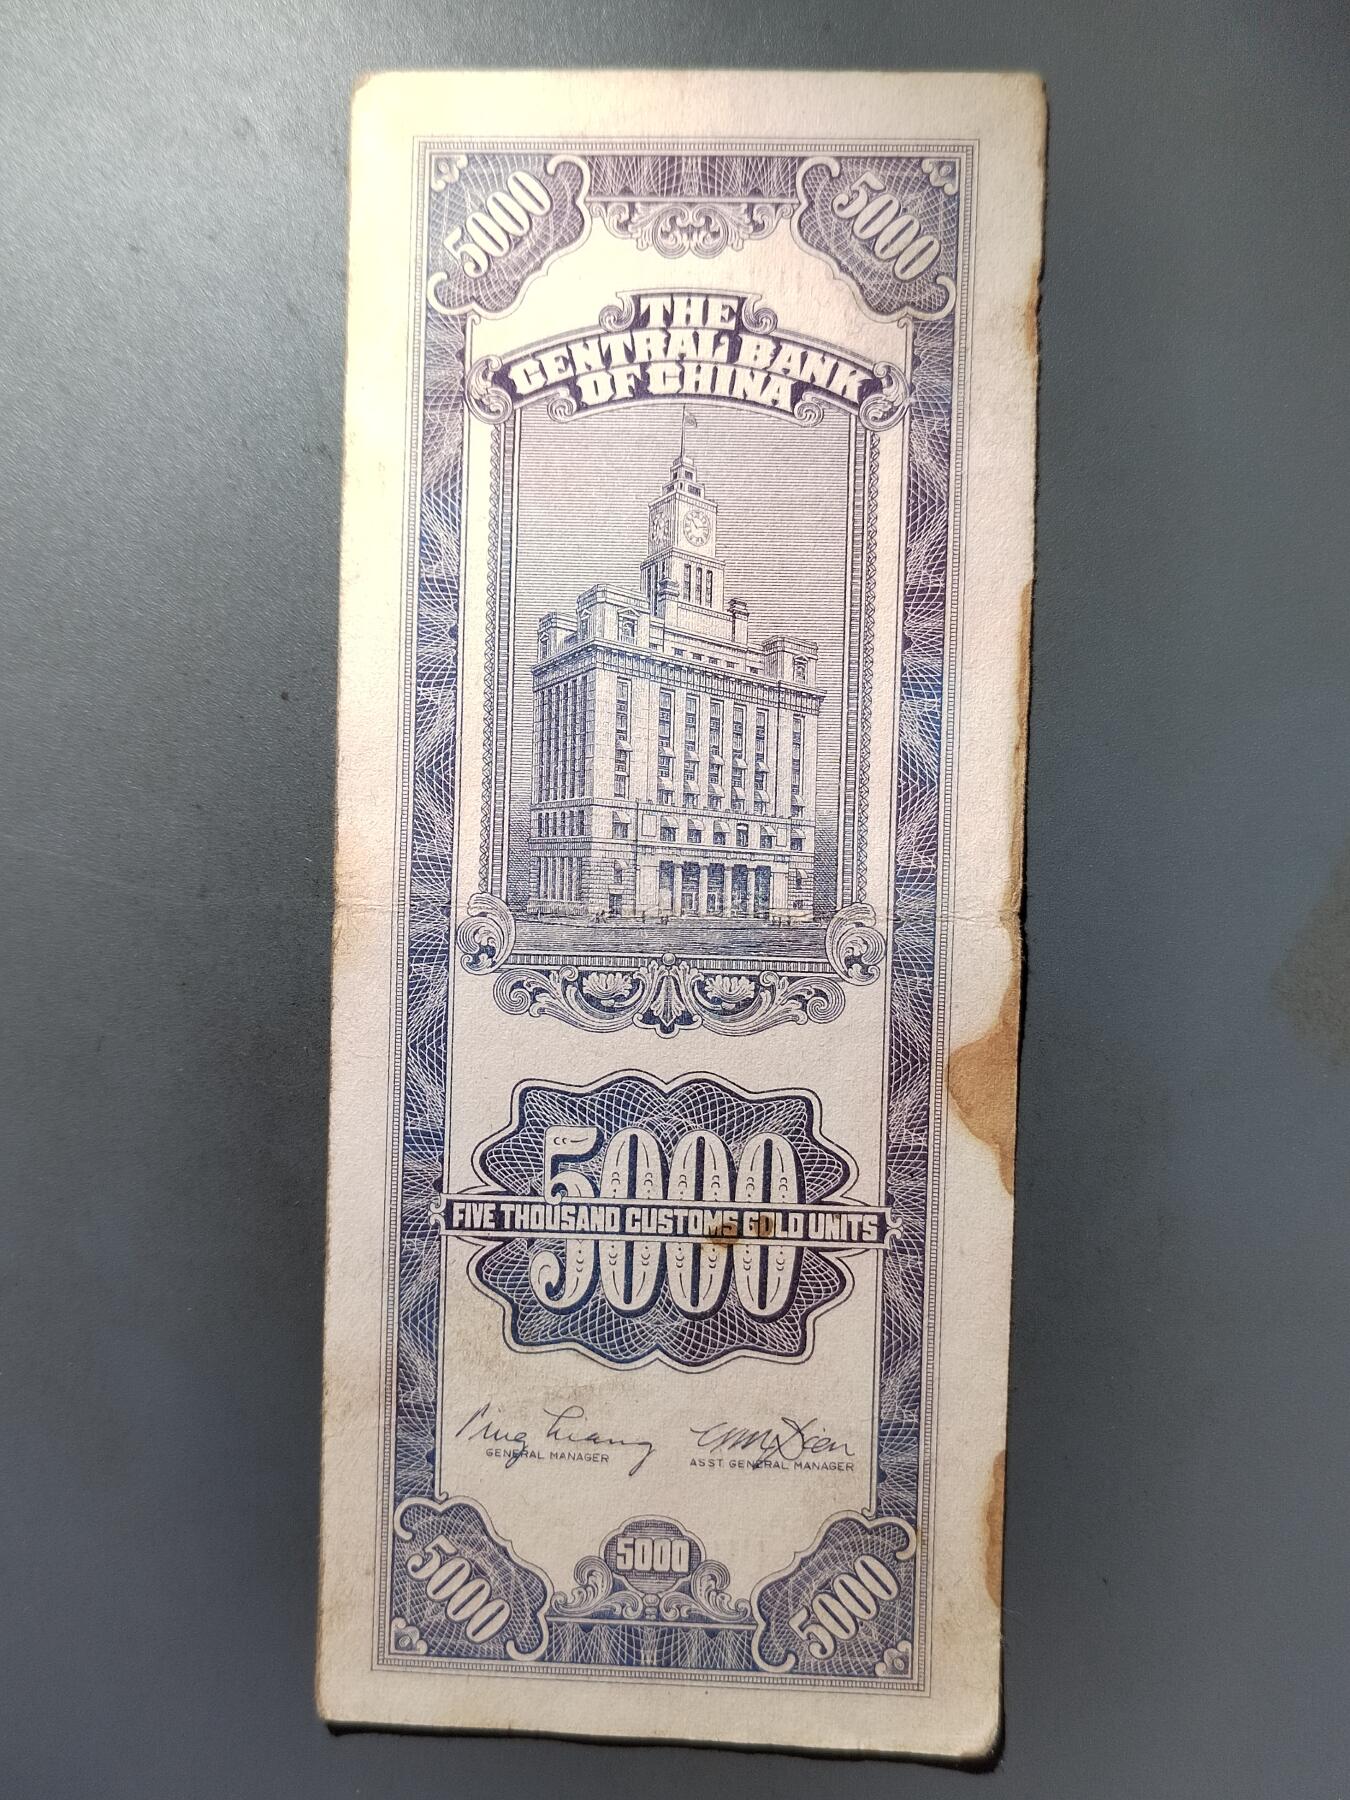 5000 5000
THE
CENTRAL BANK
OF CHINA
5000
FIVE THOUSAND CUSTOMS GOLD UNITS
GENERAL MANAGER ASST. GENERAL MANAGER
5000 5000 5000